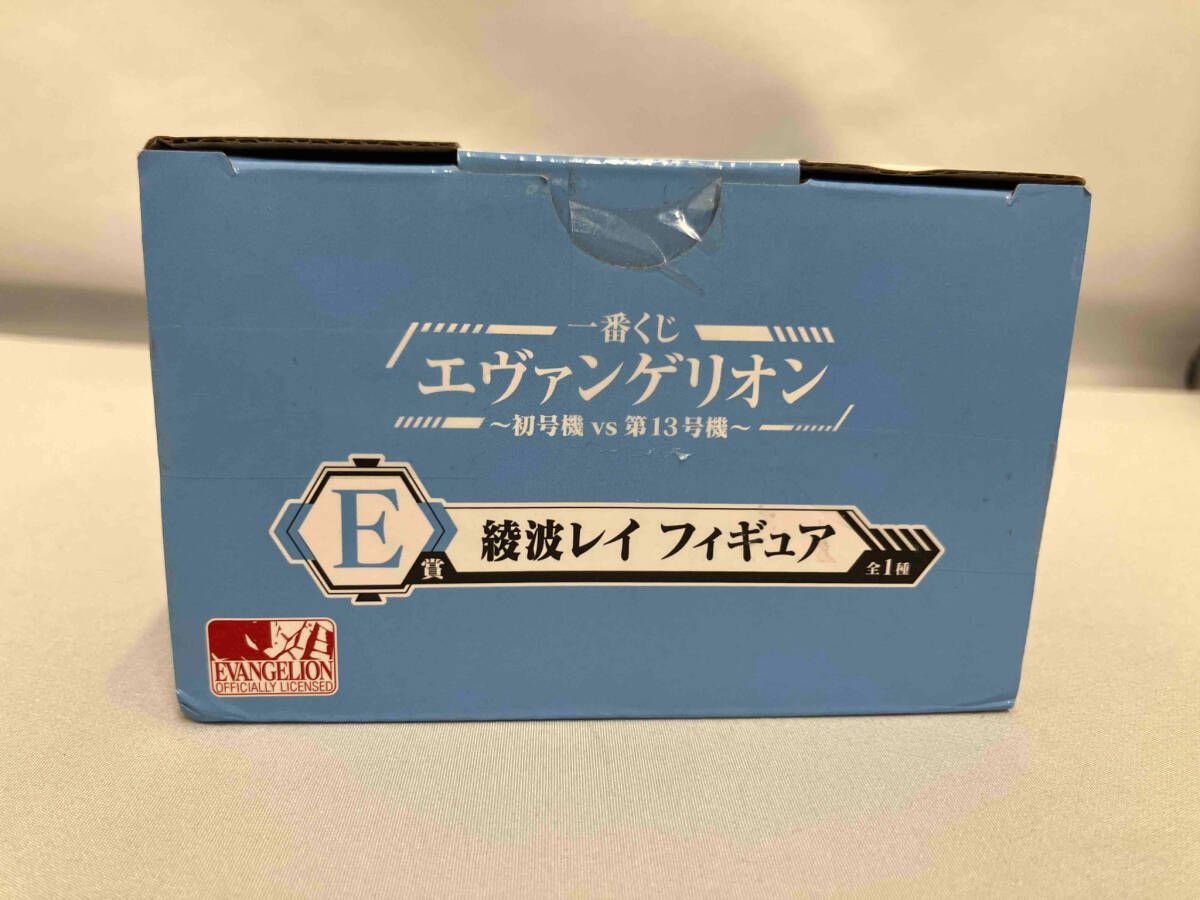 一番くじ
エヴァンゲリオン
～初号機 vs 第13号機～
E賞 綾波レイ フィギュア 全1種
EVANGELION
OFFICIALLY LICENSED